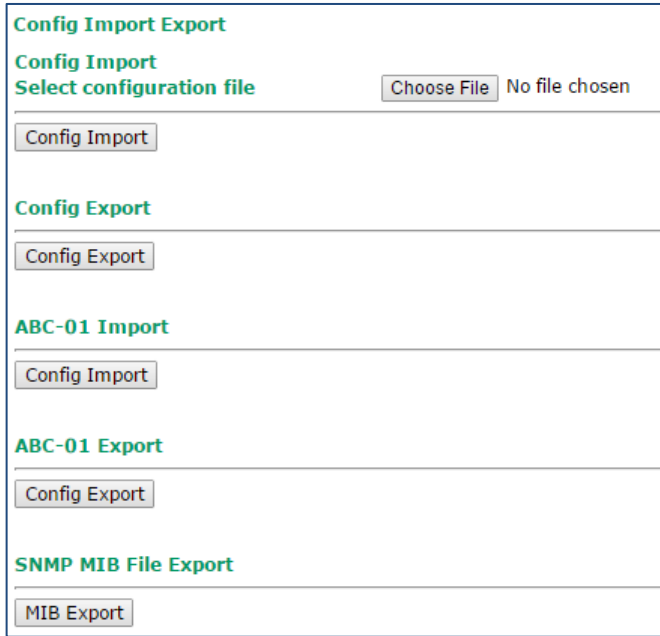 Config Import Export
Config Import
Select configuration file Choose File No file chosen
Config Import
Config Export
Config Export
ABC-01 Import
Config Import
ABC-01 Export
Config Export
SNMP MIB File Export
MIB Export